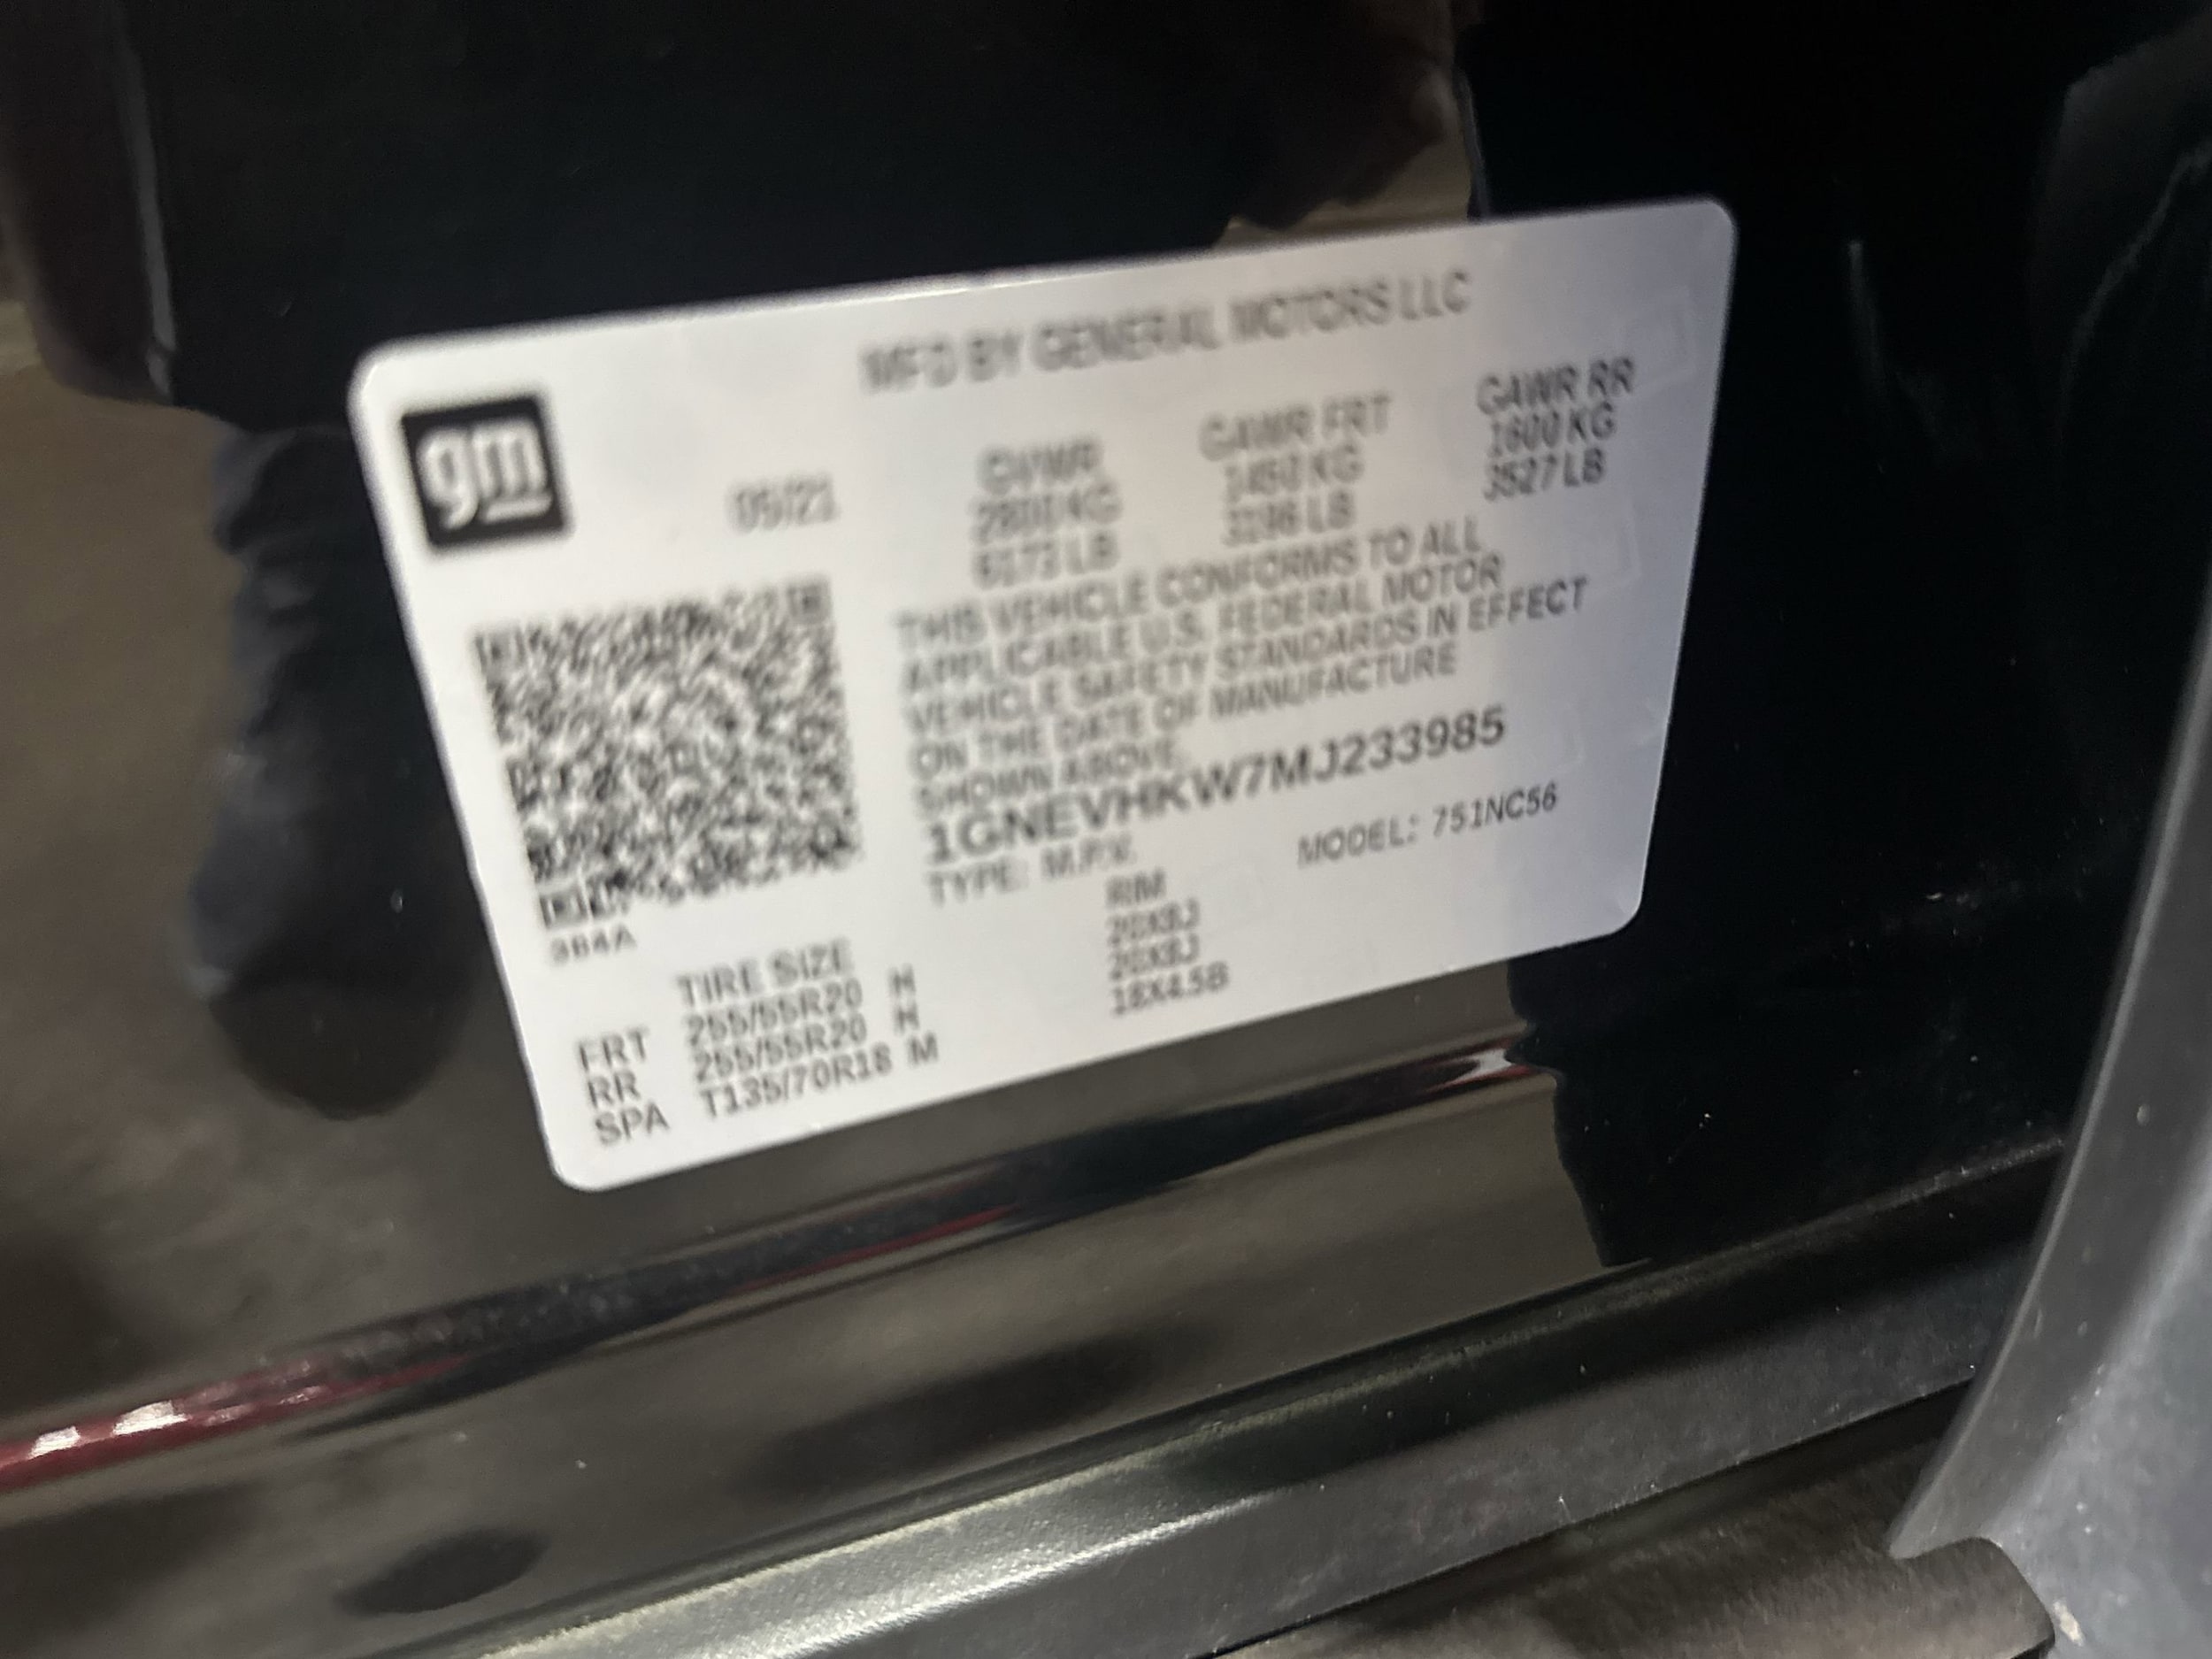 MFD BY GENERAL MOTORS LLC
gm
05/21
GVWR
2800 KG
6173 LB
GAWR FRT
1450 KG
3196 LB
GAWR RR
1600 KG
3527 LB
THIS VEHICLE CONFORMS TO ALL
APPLICABLE U.S. FEDERAL MOTOR
VEHICLE SAFETY STANDARDS IN EFFECT
ON THE DATE OF MANUFACTURE
SHOWN ABOVE.
1GNEVHKW7MJ233985
TYPE: M.P.V. MODEL: 751NC56
384A
TIRE SIZE RIM
FRT 255/55R20 H 20X8J
RR 255/55R20 H 20X8J
SPA T135/70R18 M 18X4.5B